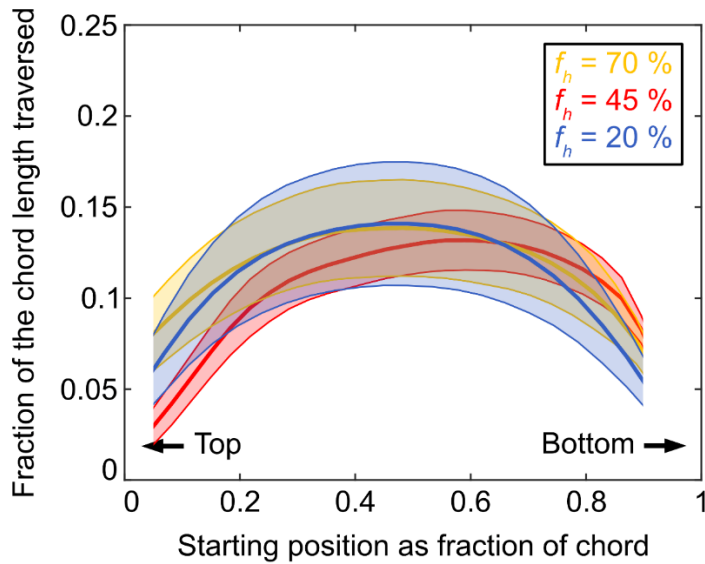 0.25
0.2
0.15
0.1
0.05
0
Fraction of the chord length traversed
f_h = 70 %
f_h = 45 %
f_h = 20 %
Top
Bottom
0
0.2
0.4
0.6
0.8
1
Starting position as fraction of chord